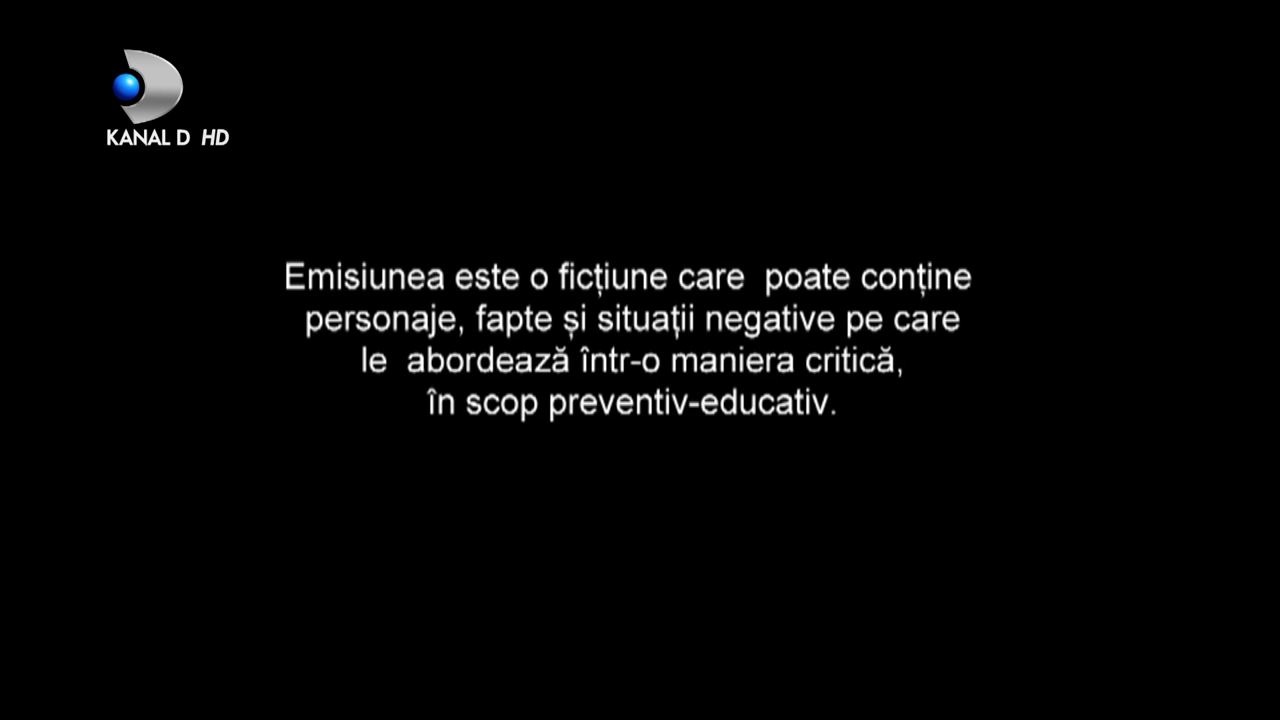 KANAL D HD
Emisiunea este o ficțiune care poate conține
personaje, fapte și situații negative pe care
le abordează într-o maniera critică,
în scop preventiv-educativ.